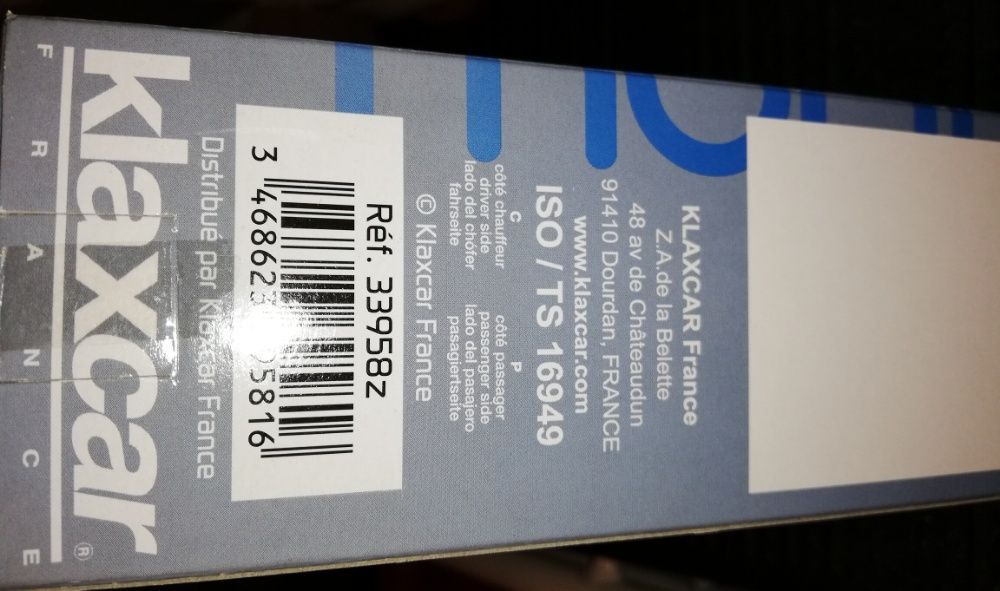 KLAXCAR France
Z.A.de la Belette
48 av de Châteaudun
91410 Dourdan, FRANCE
www.klaxcar.com
ISO / TS 16949
C
côté chauffeur
driver side
lado del chófer
fahrseite
P
côté passager
passenger side
lado del pasajero
pasagiertseite
© Klaxcar France
Réf. 33958z
3 468623 05816
Distribué par Klaxcar France
Klaxcar ®
FRANCE